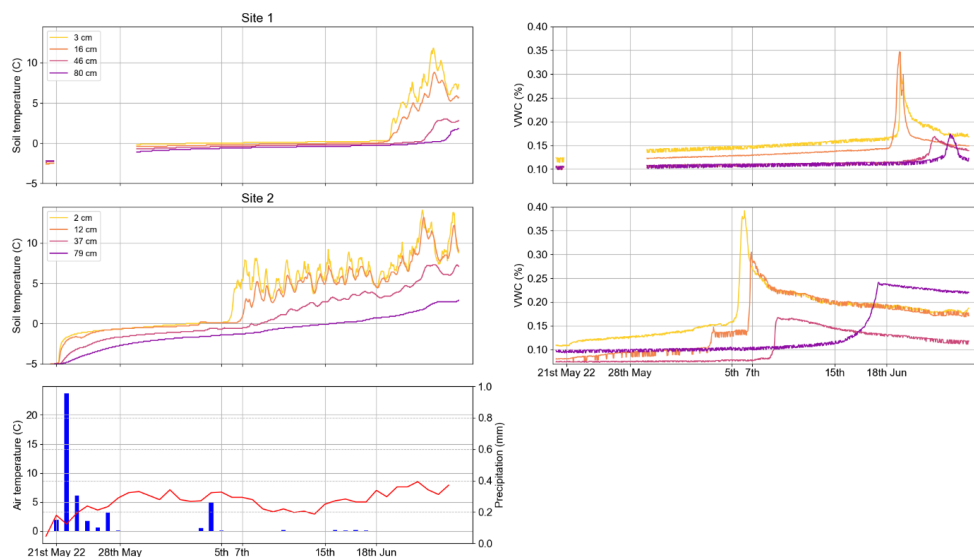 Site 1
Soil temperature (C)
10
5
0
−5
3 cm
16 cm
46 cm
80 cm
VWC (%)
0.40
0.35
0.30
0.25
0.20
0.15
0.10
Site 2
Soil temperature (C)
10
5
0
−5
2 cm
12 cm
37 cm
79 cm
VWC (%)
0.40
0.35
0.30
0.25
0.20
0.15
0.10
21st May 22 28th May 5th 7th 15th 18th Jun
Air temperature (C)
20
15
10
5
0
1.0
0.8
0.6
0.4
0.2
0.0
Precipitation (mm)
21st May 22 28th May 5th 7th 15th 18th Jun